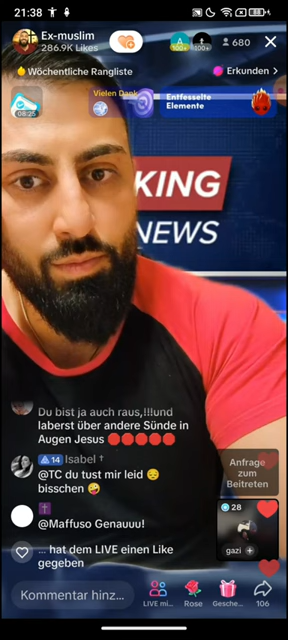 21:38
Ex-muslim
286.9K Likes
100+
100+
680
Wöchentliche Rangliste
Erkunden >
08:25
Vielen Dank
Entfesselte
Elemente
KING
NEWS
Du bist ja auch raus,!!!und
laberst über andere Sünde in
Augen Jesus 🛑🛑🛑🛑🛑
14 Isabel ✝
@TC du tust mir leid 😔
bisschen 🤪
@Maffuso Genauuu!
Anfrage
zum
Beitreten
28
gazi +
... hat dem LIVE einen Like
gegeben
Kommentar hinz...
LIVE mi...
Rose
Gesche...
106